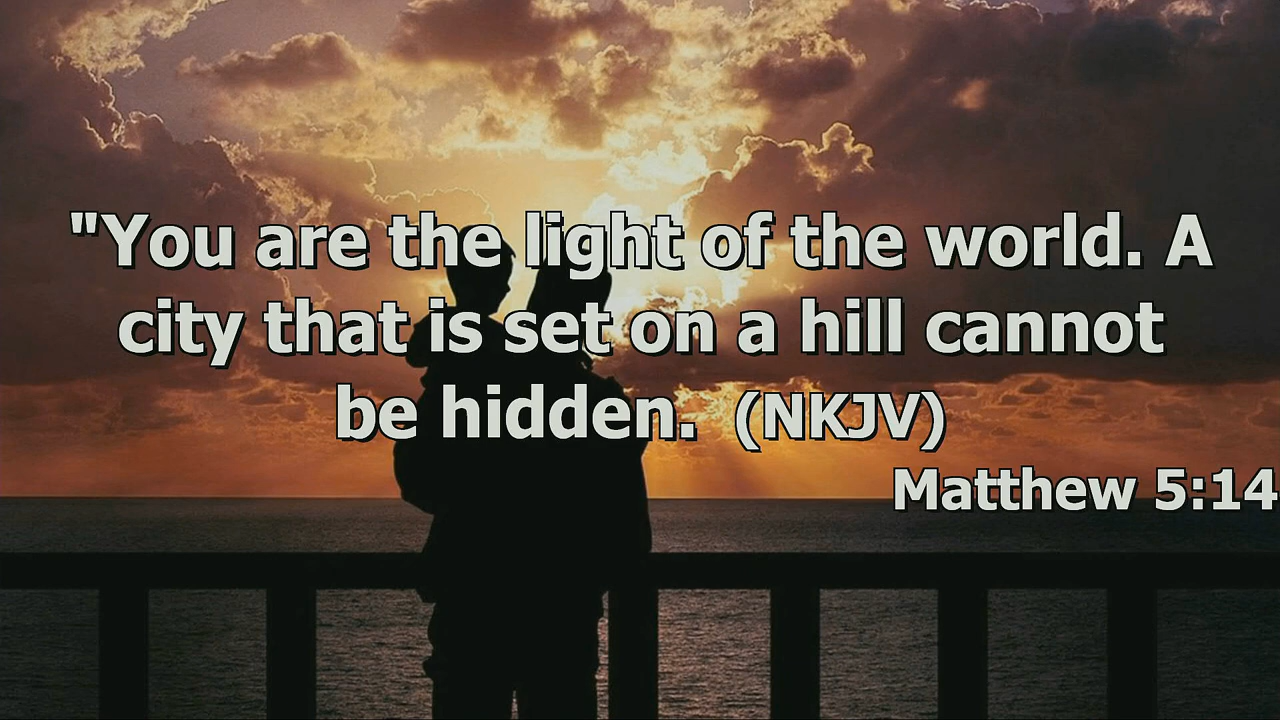 "You are the light of the world. A
city that is set on a hill cannot
be hidden. (NKJV)
Matthew 5:14